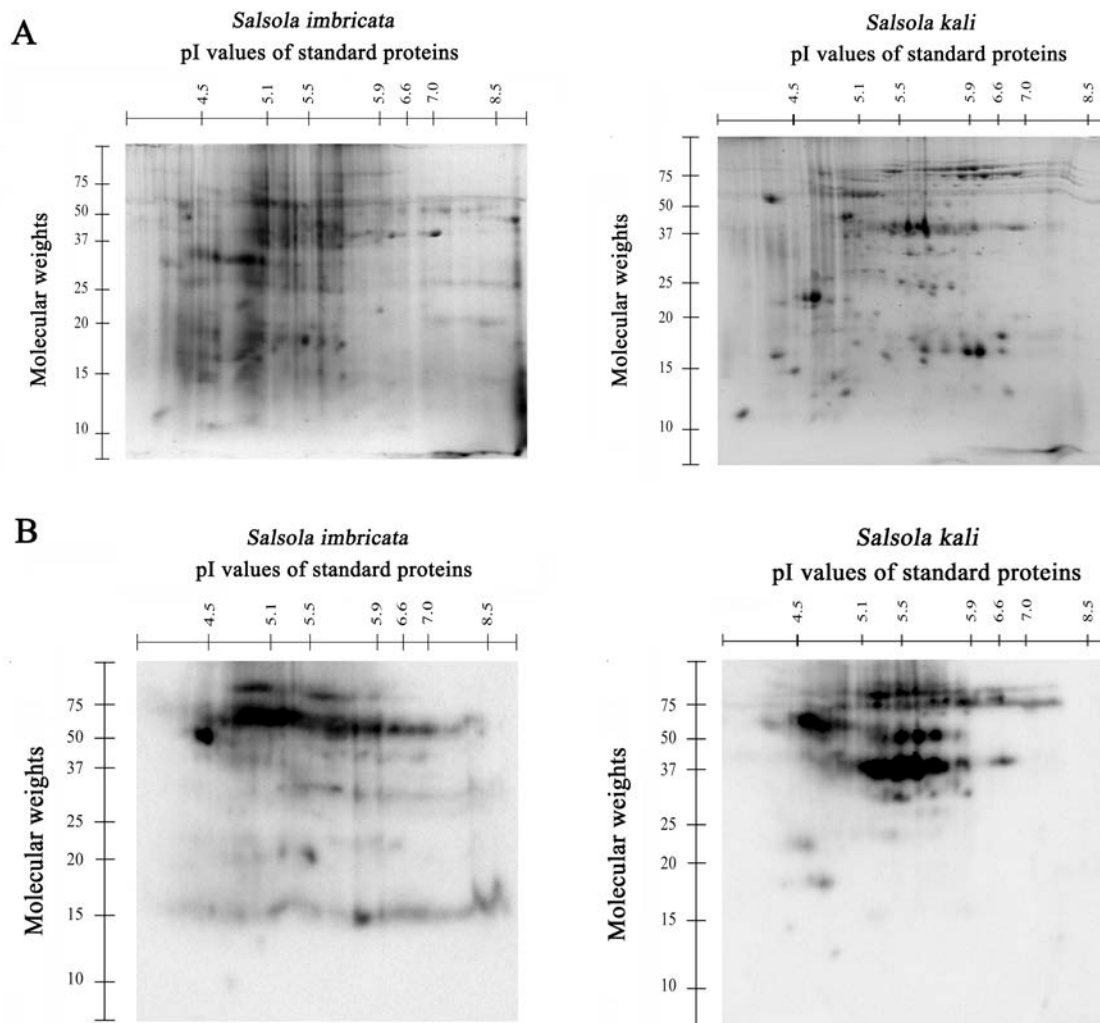 A
Salsola imbricata
pI values of standard proteins
4.5 5.1 5.5 5.9 6.6 7.0 8.5
Molecular weights
75
50
37
25
20
15
10
Salsola kali
pI values of standard proteins
4.5 5.1 5.5 5.9 6.6 7.0 8.5
Molecular weights
75
50
37
25
20
15
10
B
Salsola imbricata
pI values of standard proteins
4.5 5.1 5.5 5.9 6.6 7.0 8.5
Molecular weights
75
50
37
25
20
15
10
Salsola kali
pI values of standard proteins
4.5 5.1 5.5 5.9 6.6 7.0 8.5
Molecular weights
75
50
37
25
20
15
10